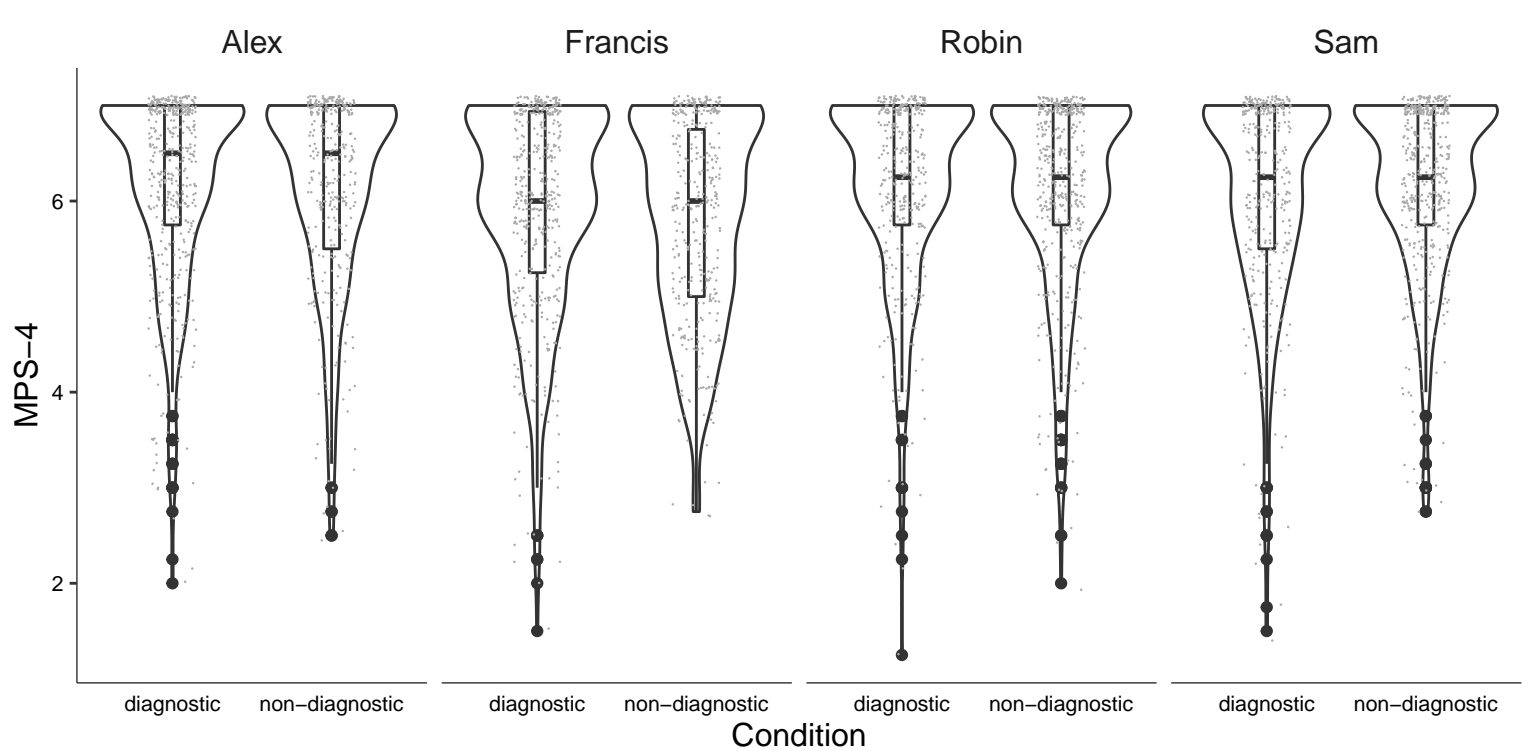 Alex Francis Robin Sam
MPS−4
6
4
2
diagnostic non−diagnostic diagnostic non−diagnostic diagnostic non−diagnostic diagnostic non−diagnostic
Condition